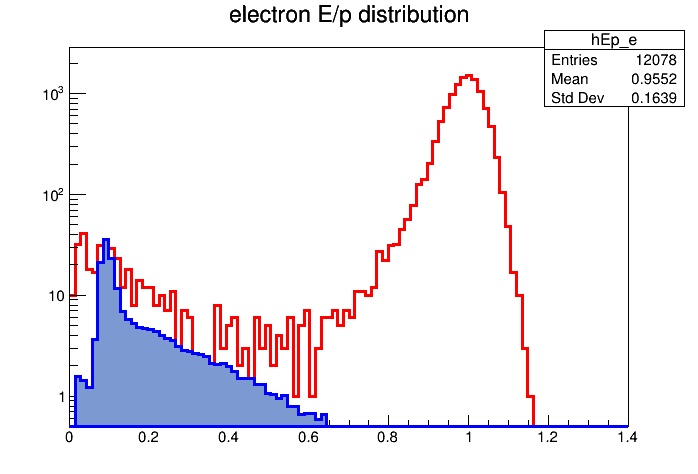 electron E/p distribution
hEp_e
Entries 12078
Mean 0.9552
Std Dev 0.1639
10³
10²
10
1
0 0.2 0.4 0.6 0.8 1 1.2 1.4